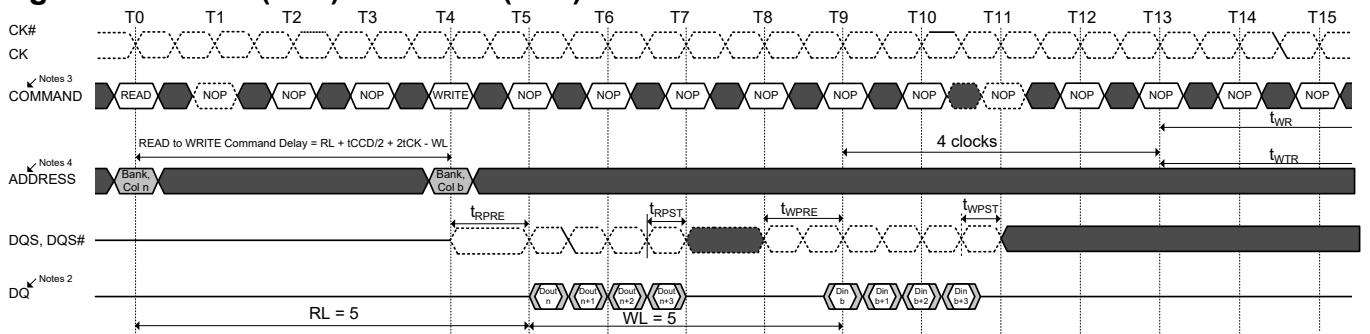 T0 T1 T2 T3 T4 T5 T6 T7 T8 T9 T10 T11 T12 T13 T14 T15
CK#
CK
Notes 3
COMMAND READ NOP NOP NOP WRITE NOP NOP NOP NOP NOP NOP NOP NOP NOP NOP NOP
tWR
READ to WRITE Command Delay = RL + tCCD/2 + 2tCK - WL
4 clocks
tWTR
Notes 4
ADDRESS
Bank, Col n
Bank, Col b
tRPRE tRPST tWPRE tWPST
DQS, DQS#
Notes 2
DQ
Dout n
Dout n+1
Dout n+2
Dout n+3
Din b
Din b+1
Din b+2
Din b+3
RL = 5
WL = 5